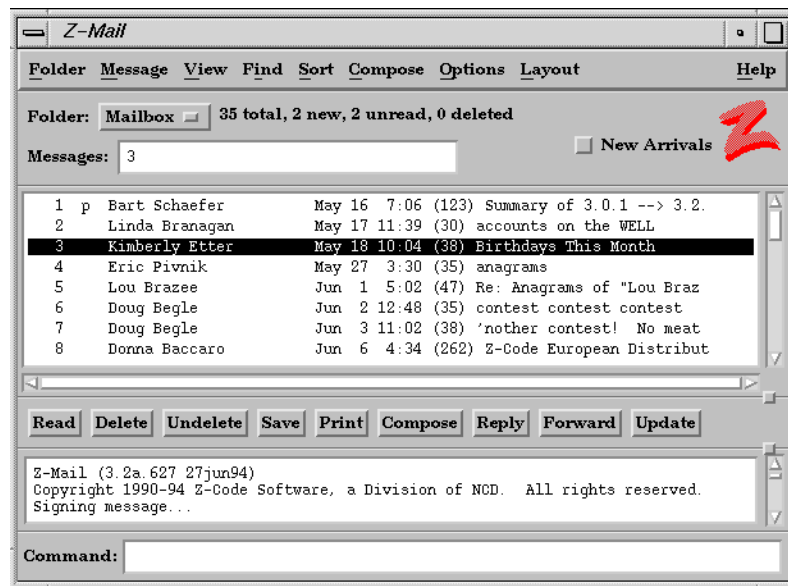 Z-Mail
Folder Message View Find Sort Compose Options Layout Help
Folder: Mailbox 35 total, 2 new, 2 unread, 0 deleted
New Arrivals
Messages: 3
1 p Bart Schaefer May 16 7:06 (123) Summary of 3.0.1 --> 3.2.
2 Linda Branagan May 17 11:39 (30) accounts on the WELL
3 Kimberly Etter May 18 10:04 (38) Birthdays This Month
4 Eric Pivnik May 27 3:30 (35) anagrams
5 Lou Brazee Jun 1 5:02 (47) Re: Anagrams of "Lou Braz
6 Doug Begle Jun 2 12:48 (35) contest contest contest
7 Doug Begle Jun 3 11:02 (38) 'nother contest! No meat
8 Donna Baccaro Jun 6 4:34 (262) Z-Code European Distribut
Read Delete Undelete Save Print Compose Reply Forward Update
Z-Mail (3.2a.627 27jun94)
Copyright 1990-94 Z-Code Software, a Division of NCD. All rights reserved.
Signing message...
Command: